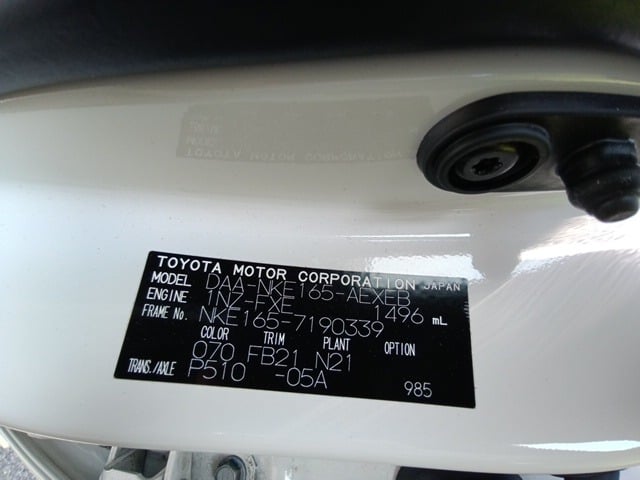 TOYOTA MOTOR CORPORATION JAPAN
MODEL DAA-NKE165-AEXEB
ENGINE 1NZ-FXE 1496 mL
FRAME No. NKE165-7190339
COLOR TRIM PLANT OPTION
070 FB21 N21
TRANS./AXLE P510 -05A
985